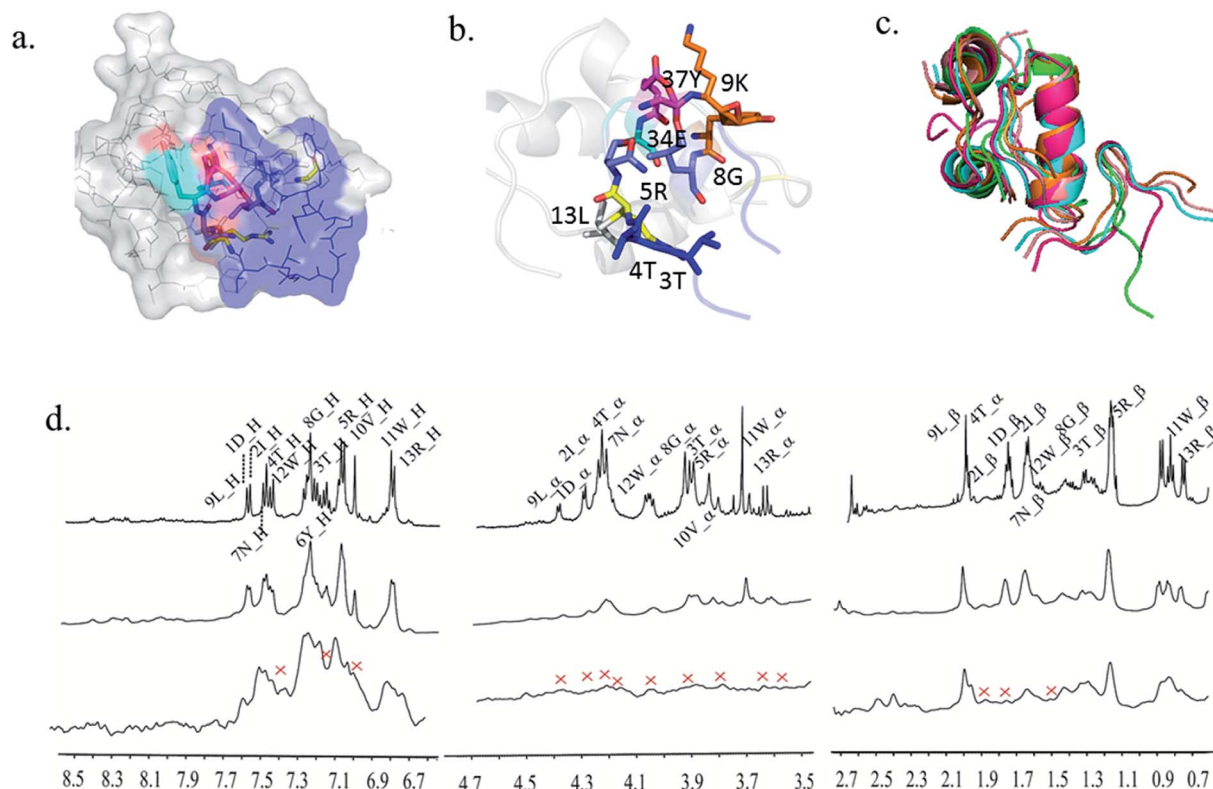 a.
b.
c.
37Y
9K
34E
8G
5R
13L
4T
3T
d.
9L_H
1D_H
2I_H
4T_H
12W_H
8G_H
3T_H
5R_H
10V_H
11W_H
13R_H
7N_H
6Y_H
9L_α
1D_α
2I_α
4T_α
7N_α
12W_α
8G_α
3T_α
5R_α
10V_α
11W_α
13R_α
9L_β
4T_α
2I_β
1D_β
2I_β
7N_β
12W_β
8G_β
3T_β
5R_β
11W_β
13R_β
8.5 8.3 8.1 7.9 7.7 7.5 7.3 7.1 6.9 6.7
4.7 4.5 4.3 4.1 3.9 3.7 3.5
2.7 2.5 2.3 2.1 1.9 1.7 1.5 1.3 1.1 0.9 0.7